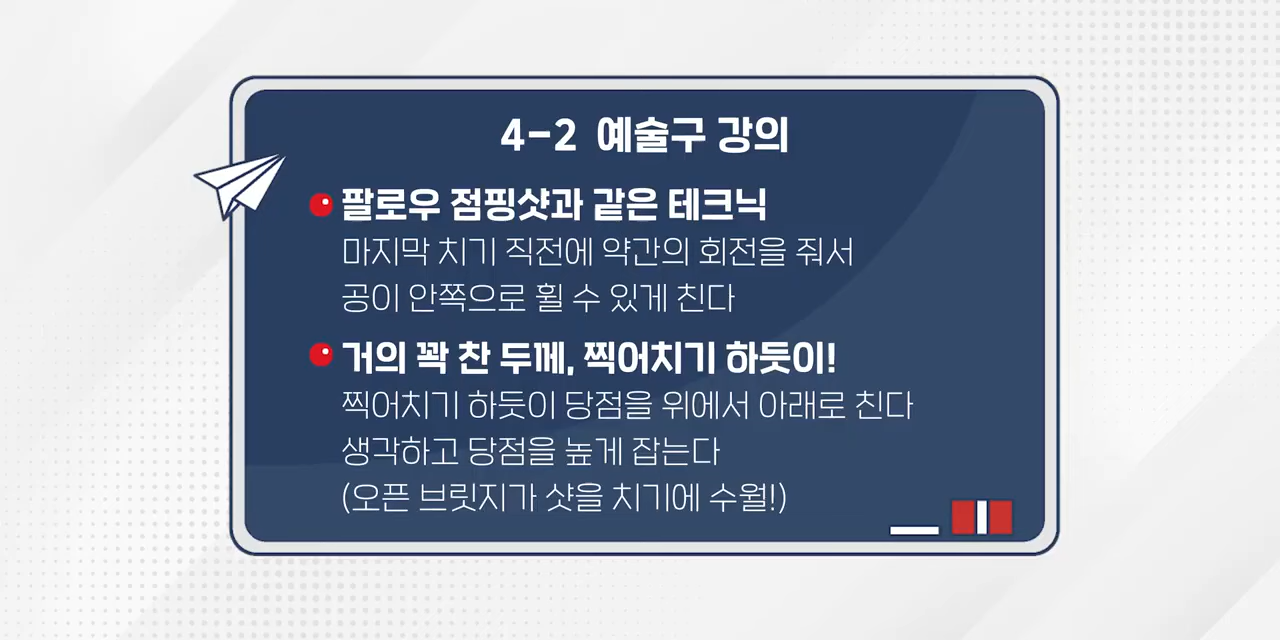 4-2 예술구 강의
팔로우 점핑샷과 같은 테크닉
마지막 치기 직전에 약간의 회전을 줘서
공이 안쪽으로 휠 수 있게 친다
거의 꽉 찬 두께, 찍어치기 하듯이!
찍어치기 하듯이 당점을 위에서 아래로 친다
생각하고 당점을 높게 잡는다
(오픈 브릿지가 샷을 치기에 수월!)